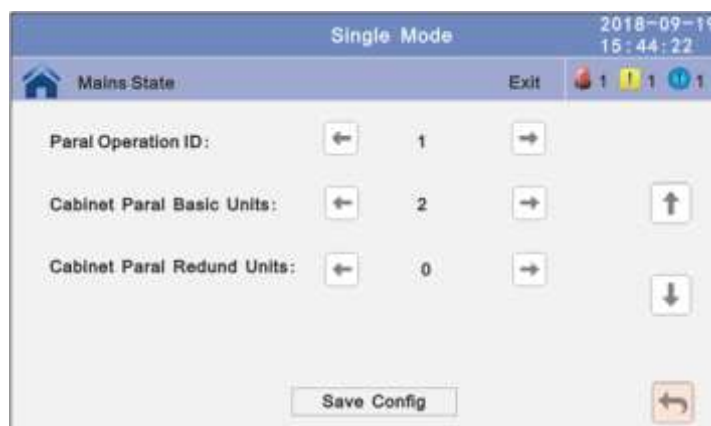 Single Mode
2018-09-19
15:44:22
Mains State
Exit
1
1
1
Paral Operation ID:
1
Cabinet Paral Basic Units:
2
Cabinet Paral Redund Units:
0
Save Config